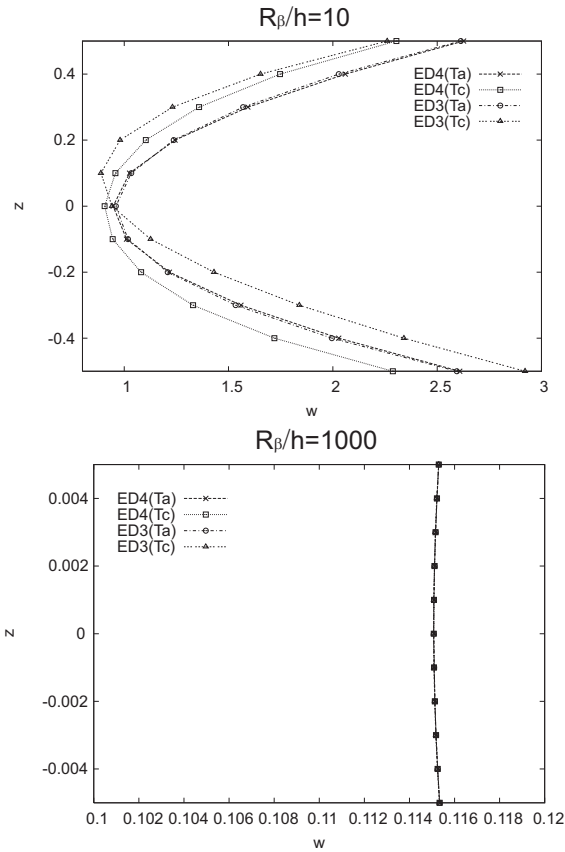 Rβ/h=10
0.4
0.2
0
-0.2
-0.4
z
ED4(Ta)
ED4(Tc)
ED3(Ta)
ED3(Tc)
1 1.5 2 2.5 3
w
Rβ/h=1000
0.004
0.002
0
-0.002
-0.004
z
ED4(Ta)
ED4(Tc)
ED3(Ta)
ED3(Tc)
0.1 0.102 0.104 0.106 0.108 0.11 0.112 0.114 0.116 0.118 0.12
w